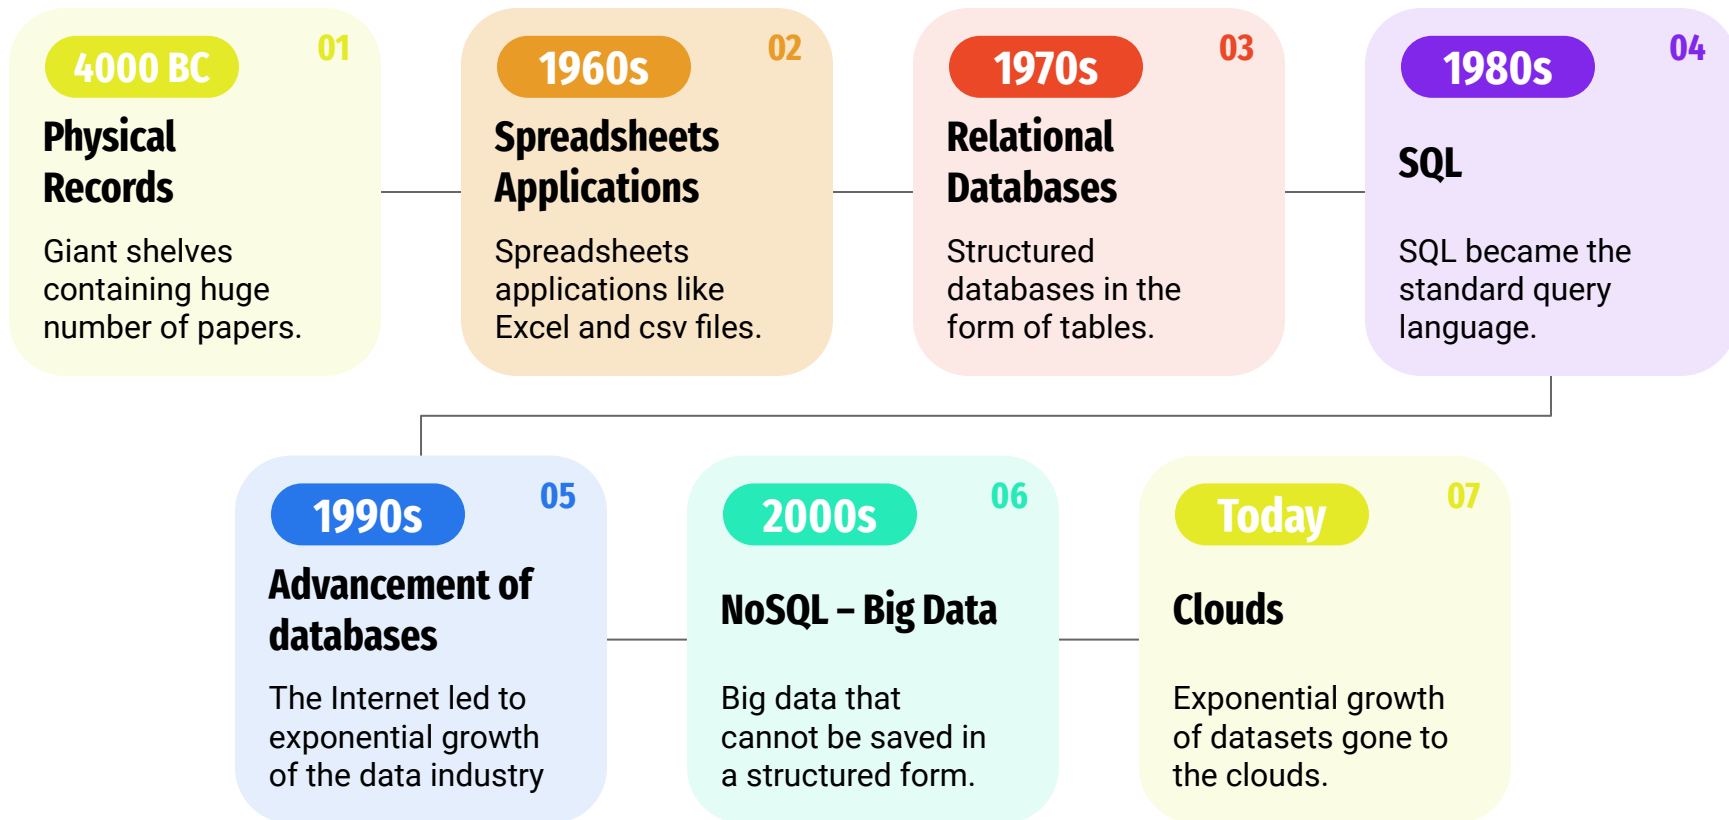 4000 BC
01
Physical
Records
Giant shelves
containing huge
number of papers.
1960s
02
Spreadsheets
Applications
Spreadsheets
applications like
Excel and csv files.
1970s
03
Relational
Databases
Structured
databases in the
form of tables.
1980s
04
SQL
SQL became the
standard query
language.
1990s
05
Advancement of
databases
The Internet led to
exponential growth
of the data industry
2000s
06
NoSQL – Big Data
Big data that
cannot be saved in
a structured form.
Today
07
Clouds
Exponential growth
of datasets gone to
the clouds.